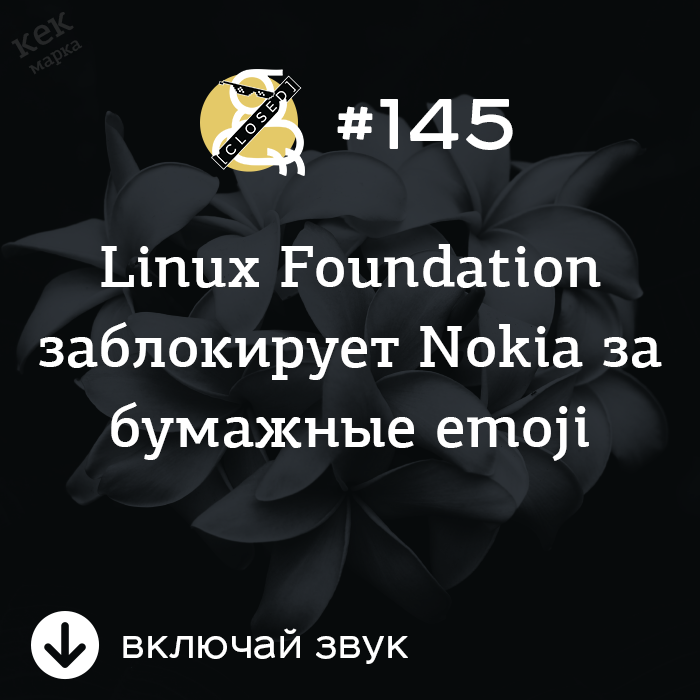 кек
марка
[CLOSED]
#145
Linux Foundation
заблокирует Nokia за
бумажные emoji
включай звук